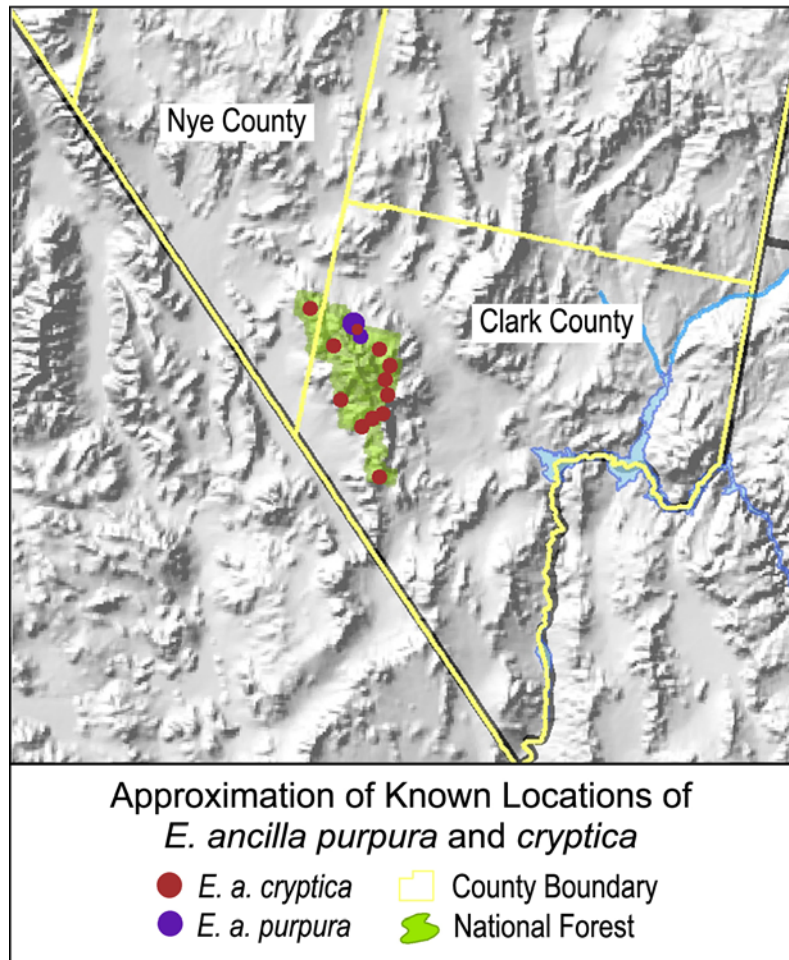 Nye County
Clark County
Approximation of Known Locations of
E. ancilla purpura and cryptica
E. a. cryptica
County Boundary
E. a. purpura
National Forest